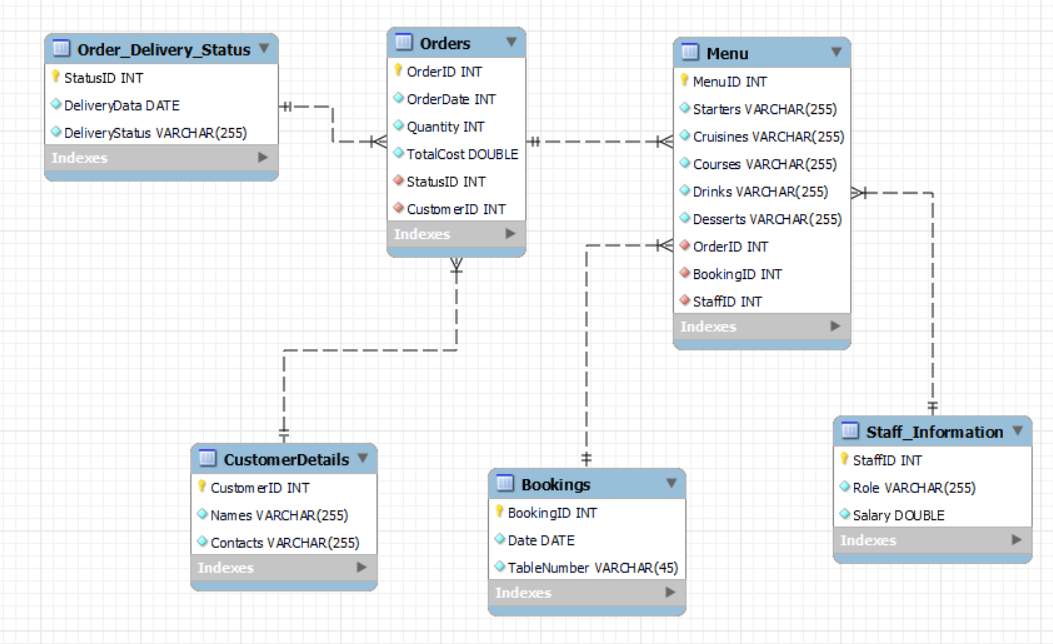 Order_Delivery_Status
StatusID INT
DeliveryData DATE
DeliveryStatus VARCHAR(255)
Indexes
Orders
OrderID INT
OrderDate INT
Quantity INT
TotalCost DOUBLE
StatusID INT
CustomerID INT
Indexes
Menu
MenuID INT
Starters VARCHAR(255)
Cruisines VARCHAR(255)
Courses VARCHAR(255)
Drinks VARCHAR(255)
Desserts VARCHAR(255)
OrderID INT
BookingID INT
StaffID INT
Indexes
CustomerDetails
CustomerID INT
Names VARCHAR(255)
Contacts VARCHAR(255)
Indexes
Bookings
BookingID INT
Date DATE
TableNumber VARCHAR(45)
Indexes
Staff_Information
StaffID INT
Role VARCHAR(255)
Salary DOUBLE
Indexes